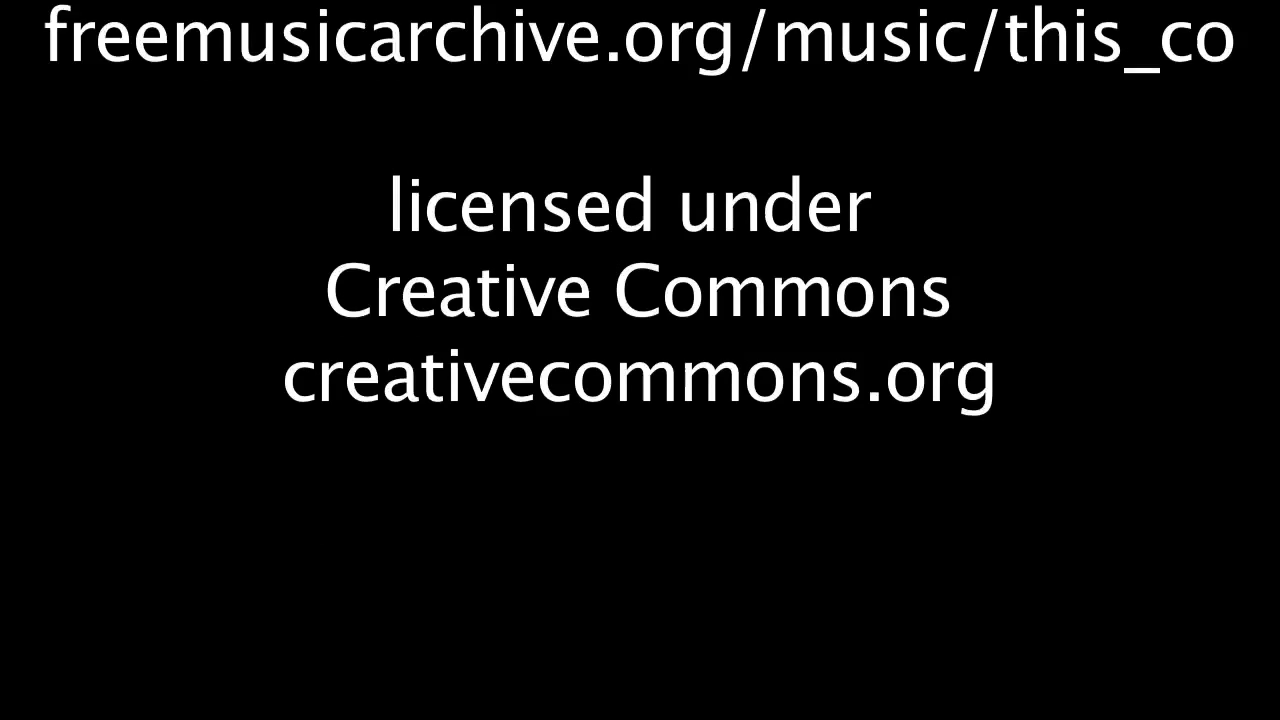 freemusicarchive.org/music/this_co
licensed under
Creative Commons
creativecommons.org